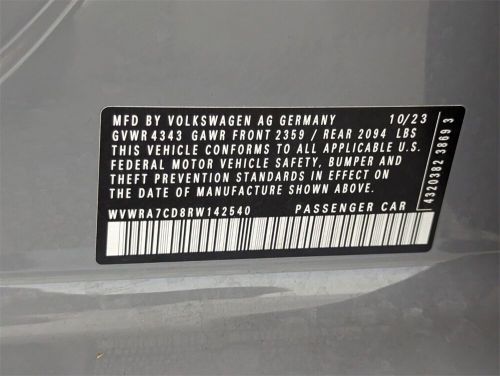 MFD BY VOLKSWAGEN AG GERMANY 10/23
GVWR 4343 GAWR FRONT 2359 / REAR 2094 LBS
THIS VEHICLE CONFORMS TO ALL APPLICABLE U.S.
FEDERAL MOTOR VEHICLE SAFETY, BUMPER AND
THEFT PREVENTION STANDARDS IN EFFECT ON
THE DATE OF MANUFACTURE SHOWN ABOVE.
WVWRA7CD8RW142540 PASSENGER CAR
4320382 3869 3